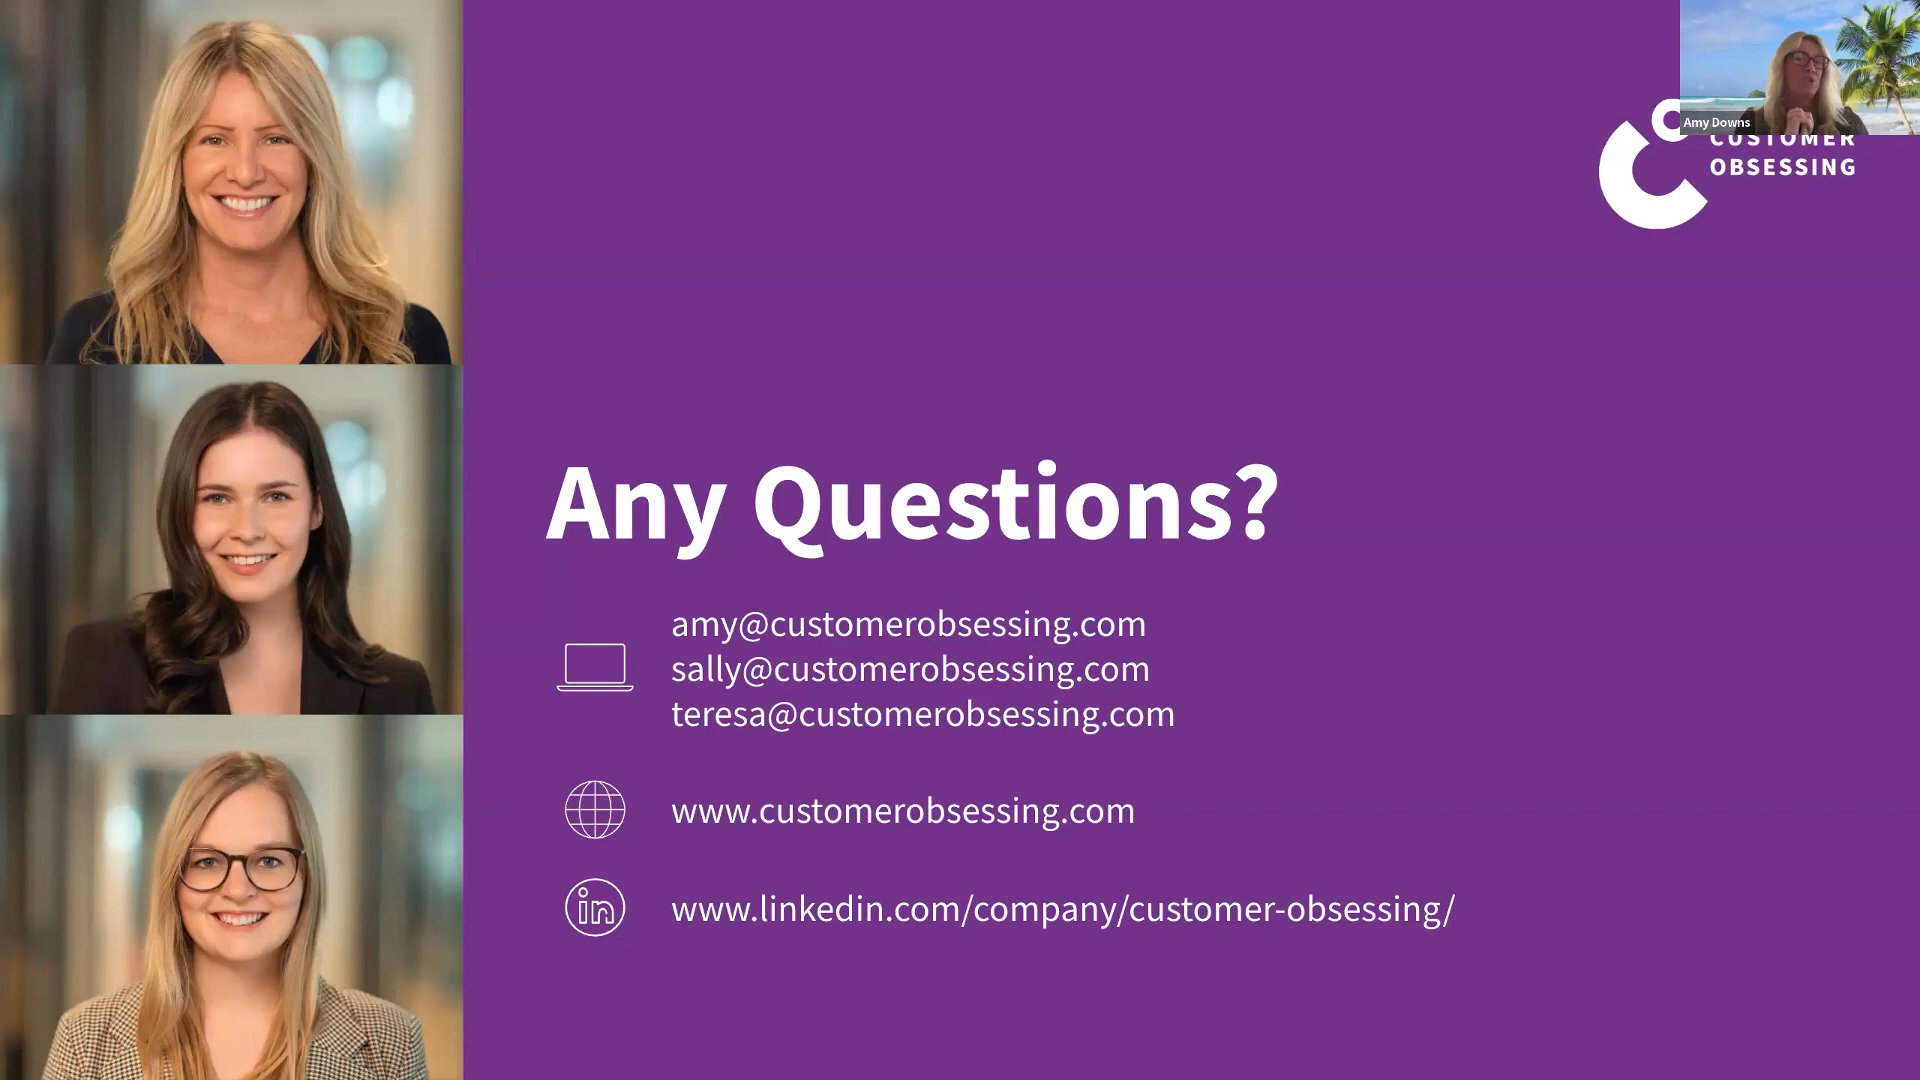 Amy Downs
CUSTOMER
OBSESSING
Any Questions?
amy@customerobsessing.com
sally@customerobsessing.com
teresa@customerobsessing.com
www.customerobsessing.com
in
www.linkedin.com/company/customer-obsessing/